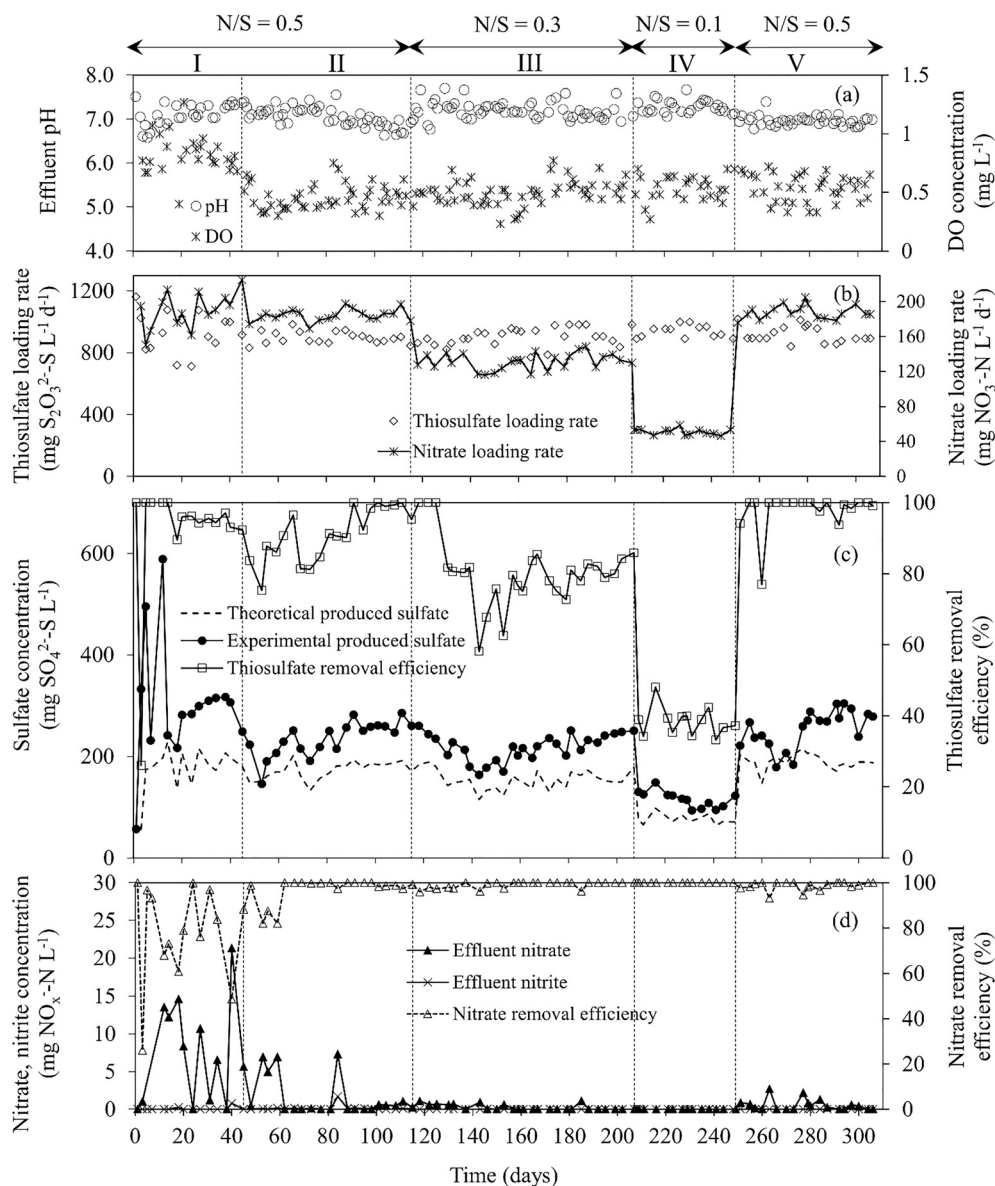 N/S = 0.5 N/S = 0.3 N/S = 0.1 N/S = 0.5
I II III IV V
(a)
8.0
7.0
6.0
5.0
4.0
Effluent pH
pH
DO
1.5
1
0.5
0
DO concentration
(mg L⁻¹)
(b)
1200
800
400
0
Thiosulfate loading rate
(mg S₂O₃²⁻-S L⁻¹ d⁻¹)
Thiosulfate loading rate
Nitrate loading rate
200
160
120
80
40
0
Nitrate loading rate
(mg NO₃⁻-N L⁻¹ d⁻¹)
(c)
600
400
200
0
Sulfate concentration
(mg SO₄²⁻-S L⁻¹)
Theoretical produced sulfate
Experimental produced sulfate
Thiosulfate removal efficiency
100
80
60
40
20
0
Thiosulfate removal
efficiency (%)
(d)
30
25
20
15
10
5
0
Nitrate, nitrite concentration
(mg NOₓ⁻-N L⁻¹)
Effluent nitrate
Effluent nitrite
Nitrate removal efficiency
100
80
60
40
20
0
Nitrate removal
efficiency (%)
0 20 40 60 80 100 120 140 160 180 200 220 240 260 280 300
Time (days)